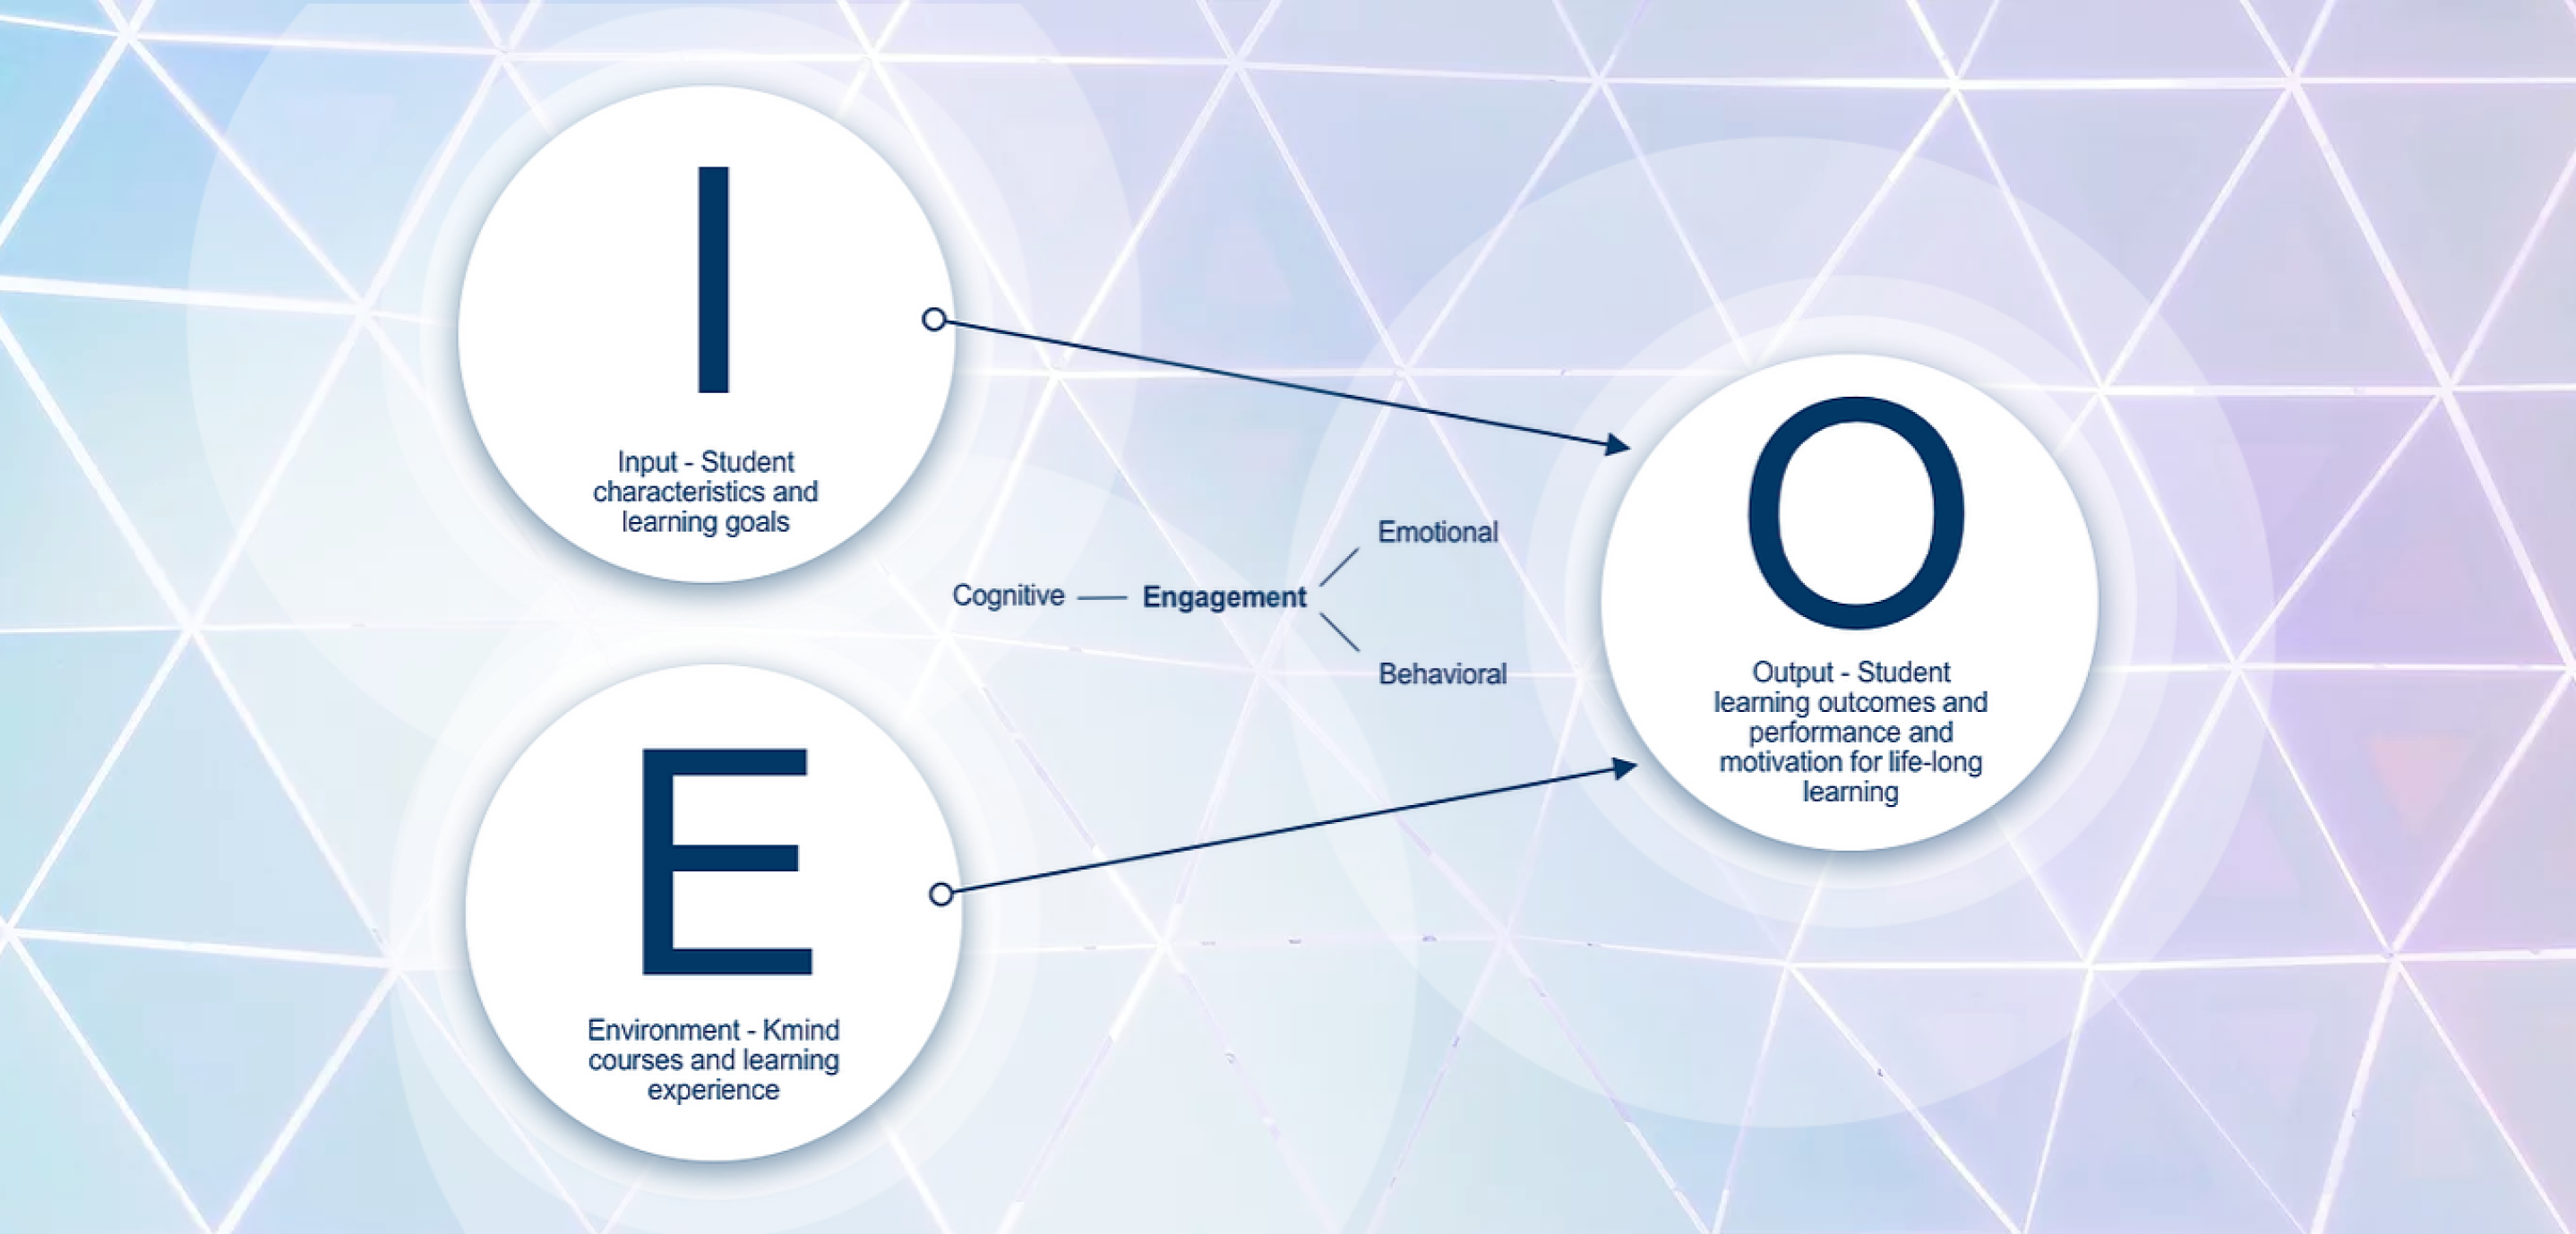 I
Input - Student
characteristics and
learning goals
Emotional
Cognitive
Engagement
Behavioral
O
Output - Student
learning outcomes and
performance and
motivation for life-long
learning
E
Environment - Kmind
courses and learning
experience